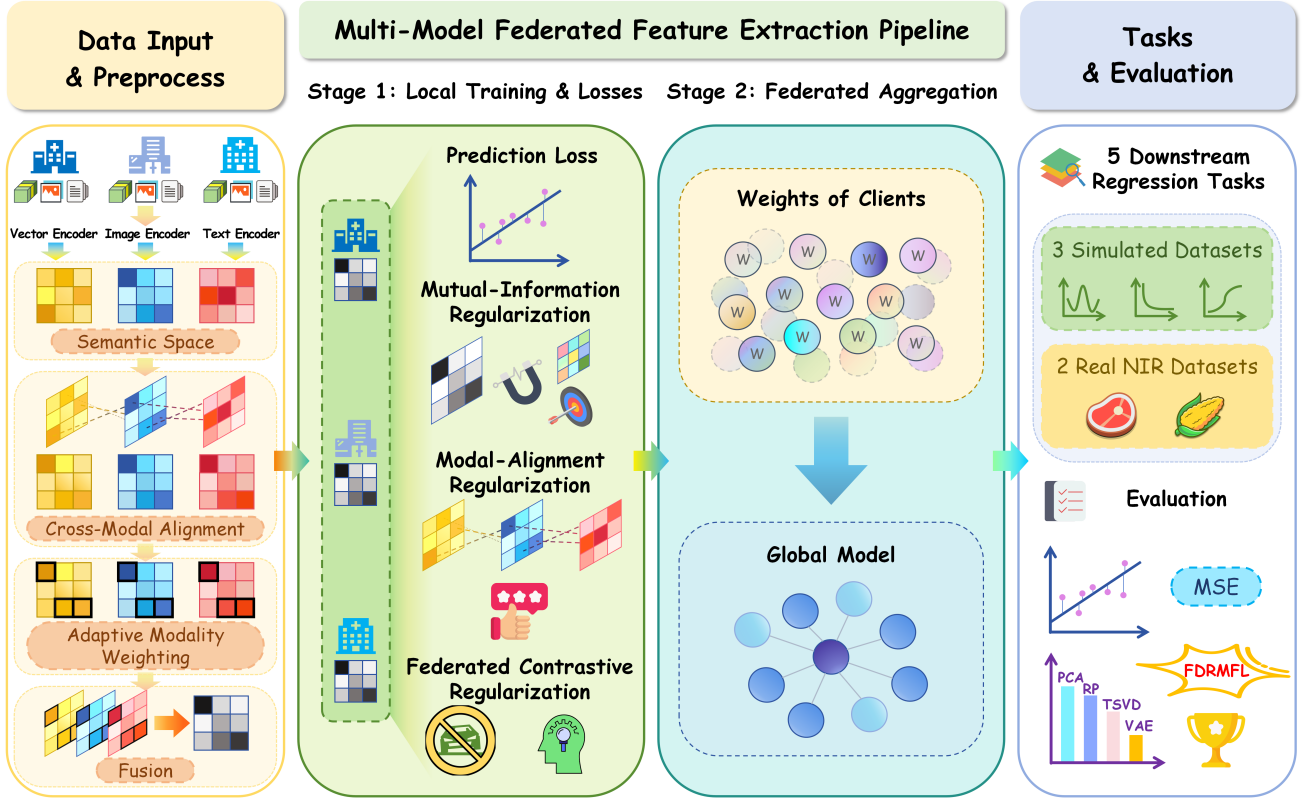 Data Input
& Preprocess
Vector Encoder
Image Encoder
Text Encoder
Semantic Space
Cross-Modal Alignment
Adaptive Modality
Weighting
Fusion
Multi-Model Federated Feature Extraction Pipeline
Stage 1: Local Training & Losses
Prediction Loss
Mutual-Information
Regularization
Modal-Alignment
Regularization
Federated Contrastive
Regularization
Stage 2: Federated Aggregation
Weights of Clients
W
W
W
W
W
W
W
W
W
W
W
W
Global Model
Tasks
& Evaluation
5 Downstream
Regression Tasks
3 Simulated Datasets
2 Real NIR Datasets
Evaluation
MSE
PCA
RP
TSVD
VAE
FDRMFL